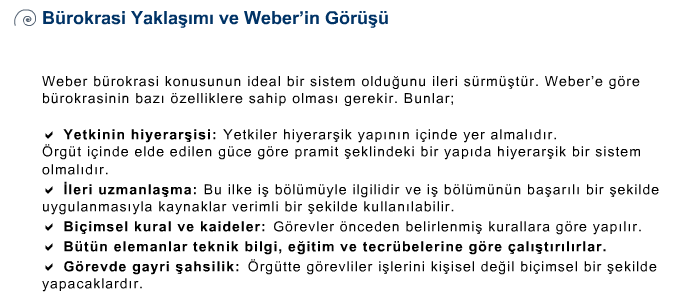 Bürokrasi Yaklaşımı ve Weber’in Görüşü
Weber bürokrasi konusunun ideal bir sistem olduğunu ileri sürmüştür. Weber’e göre
bürokrasinin bazı özelliklere sahip olması gerekir. Bunlar;
✔ Yetkinin hiyerarşisi: Yetkiler hiyerarşik yapının içinde yer almalıdır.
Örgüt içinde elde edilen güce göre pramit şeklindeki bir yapıda hiyerarşik bir sistem
olmalıdır.
✔ İleri uzmanlaşma: Bu ilke iş bölümüyle ilgilidir ve iş bölümünün başarılı bir şekilde
uygulanmasıyla kaynaklar verimli bir şekilde kullanılabilir.
✔ Biçimsel kural ve kaideler: Görevler önceden belirlenmiş kurallara göre yapılır.
✔ Bütün elemanlar teknik bilgi, eğitim ve tecrübelerine göre çalıştırılırlar.
✔ Görevde gayri şahsilik: Örgütte görevliler işlerini kişisel değil biçimsel bir şekilde
yapacaklardır.